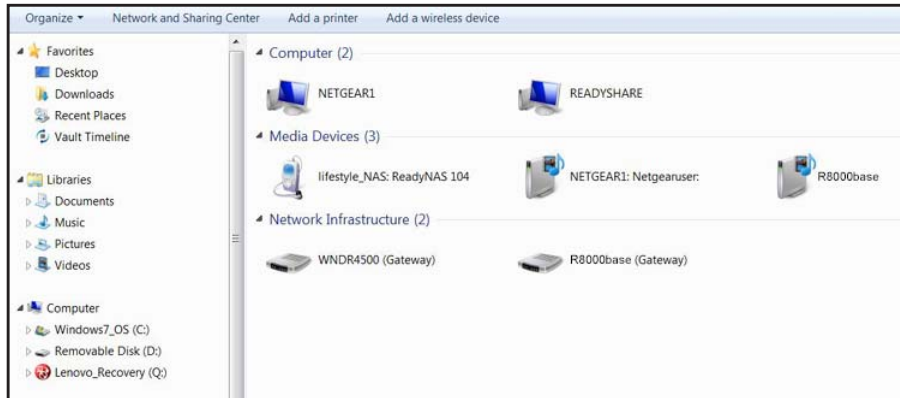 Organize Network and Sharing Center Add a printer Add a wireless device
Favorites
Desktop
Downloads
Recent Places
Vault Timeline
Libraries
Documents
Music
Pictures
Videos
Computer
Windows7_OS (C:)
Removable Disk (D:)
Lenovo_Recovery (Q:)
Computer (2)
NETGEAR1 READYSHARE
Media Devices (3)
lifestyle_NAS: ReadyNAS 104 NETGEAR1: Netgearuser: R8000base
Network Infrastructure (2)
WNDR4500 (Gateway) R8000base (Gateway)